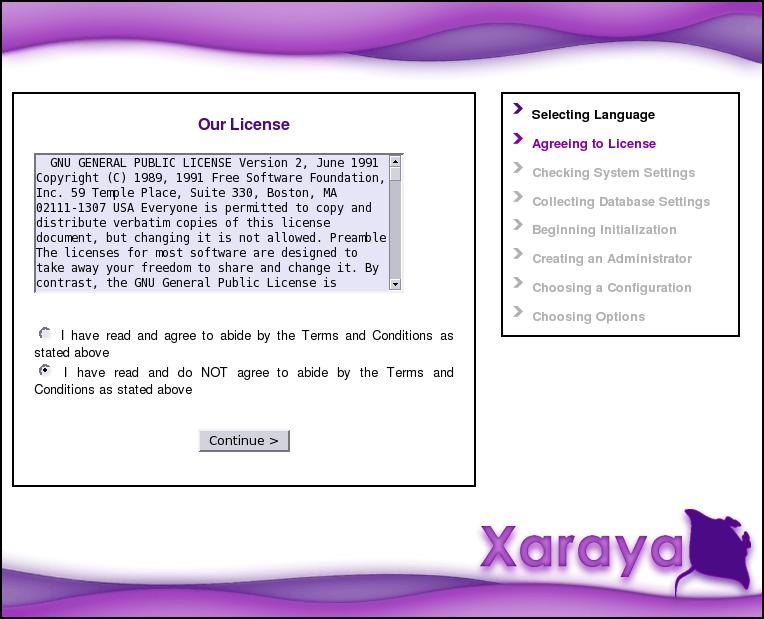 Our License
GNU GENERAL PUBLIC LICENSE Version 2, June 1991
Copyright (C) 1989, 1991 Free Software Foundation,
Inc. 59 Temple Place, Suite 330, Boston, MA
02111-1307 USA Everyone is permitted to copy and
distribute verbatim copies of this license
document, but changing it is not allowed. Preamble
The licenses for most software are designed to
take away your freedom to share and change it. By
contrast, the GNU General Public License is
I have read and agree to abide by the Terms and Conditions as
stated above
I have read and do NOT agree to abide by the Terms and
Conditions as stated above
Continue >
Selecting Language
Agreeing to License
Checking System Settings
Collecting Database Settings
Beginning Initialization
Creating an Administrator
Choosing a Configuration
Choosing Options
Xaraya